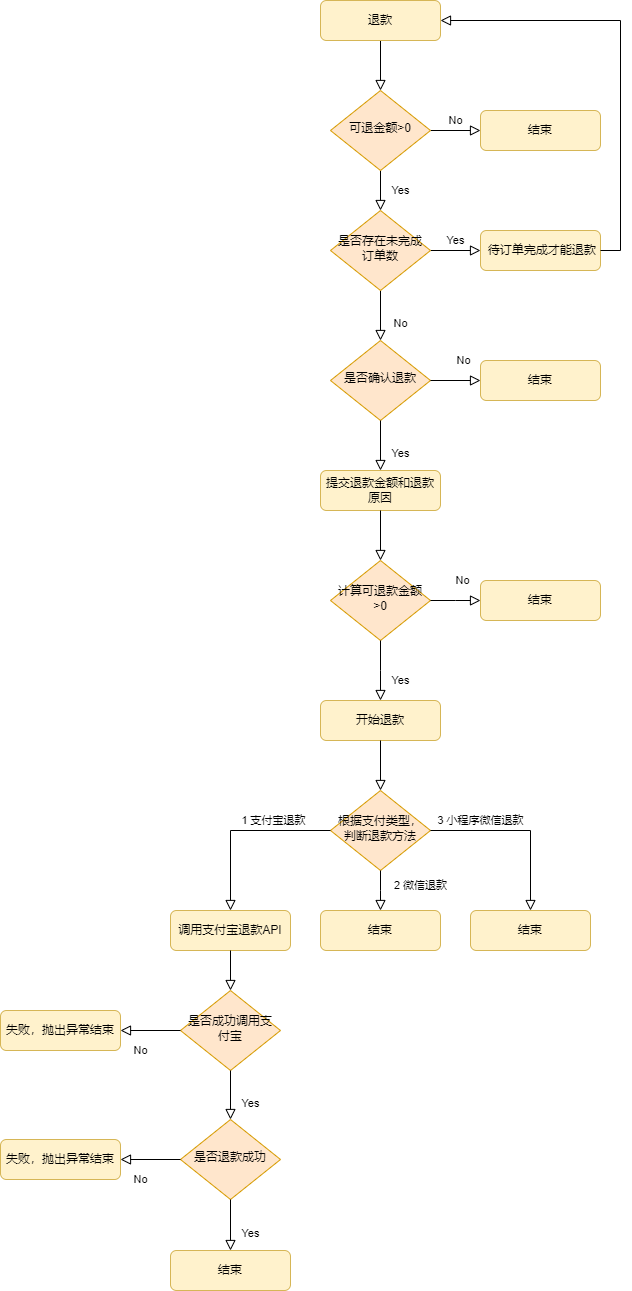 退款
可退金额>0
No
结束
Yes
是否存在未完成
订单数
Yes
待订单完成才能退款
No
是否确认退款
No
结束
Yes
提交退款金额和退款
原因
计算可退款金额
>0
No
结束
Yes
开始退款
根据支付类型，
判断退款方法
1 支付宝退款
3 小程序微信退款
2 微信退款
调用支付宝退款API
结束
结束
是否成功调用支
付宝
失败，抛出异常结束
No
Yes
是否退款成功
失败，抛出异常结束
No
Yes
结束